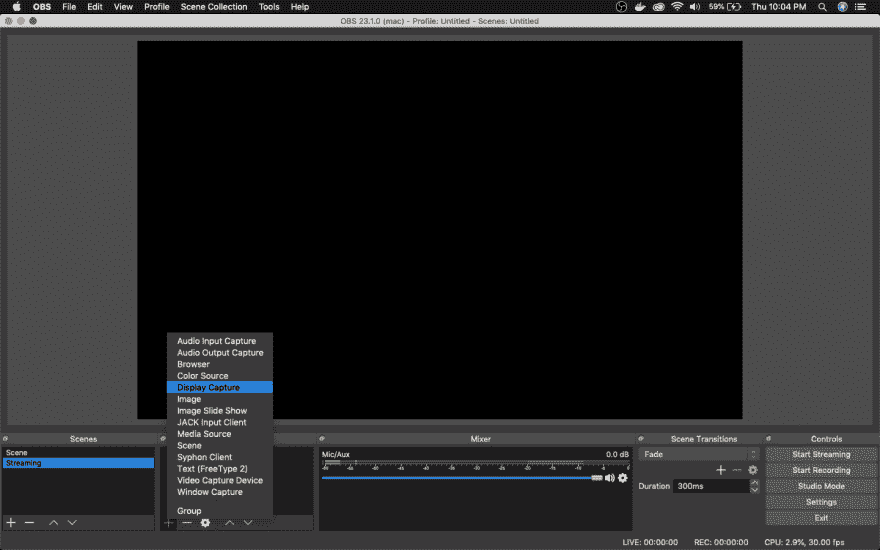 OBS File Edit View Profile Scene Collection Tools Help 59% Thu 10:04 PM
OBS 23.1.0 (mac) - Profile: Untitled - Scenes: Untitled
Audio Input Capture
Audio Output Capture
Browser
Color Source
Display Capture
Image
Image Slide Show
JACK Input Client
Media Source
Scene
Syphon Client
Text (FreeType 2)
Video Capture Device
Window Capture
Group
Scenes
Scene
Streaming
Mixer
Mic/Aux 0.0 dB
Scene Transitions
Fade
Duration 300ms
Controls
Start Streaming
Start Recording
Studio Mode
Settings
Exit
LIVE: 00:00:00 REC: 00:00:00 CPU: 2.9%, 30.00 fps